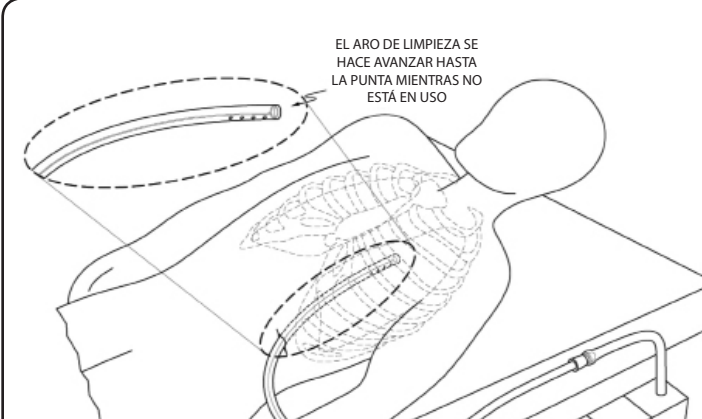 EL ARO DE LIMPIEZA SE
HACE AVANZAR HASTA
LA PUNTA MIENTRAS NO
ESTÁ EN USO